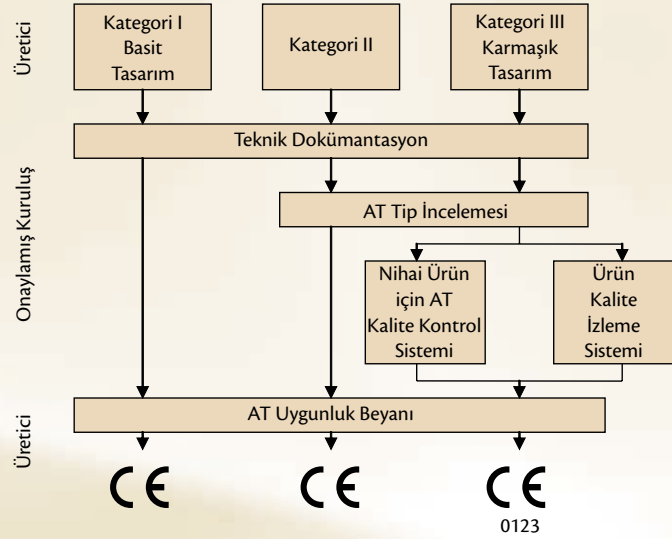 Üretici
Kategori I
Basit
Tasarım
Kategori II
Kategori III
Karmaşık
Tasarım
Teknik Dokümantasyon
Onaylamış Kuruluş
AT Tip İncelemesi
Nihai Ürün
için AT
Kalite Kontrol
Sistemi
Ürün
Kalite
İzleme
Sistemi
Üretici
AT Uygunluk Beyanı
CE
CE
CE
0123